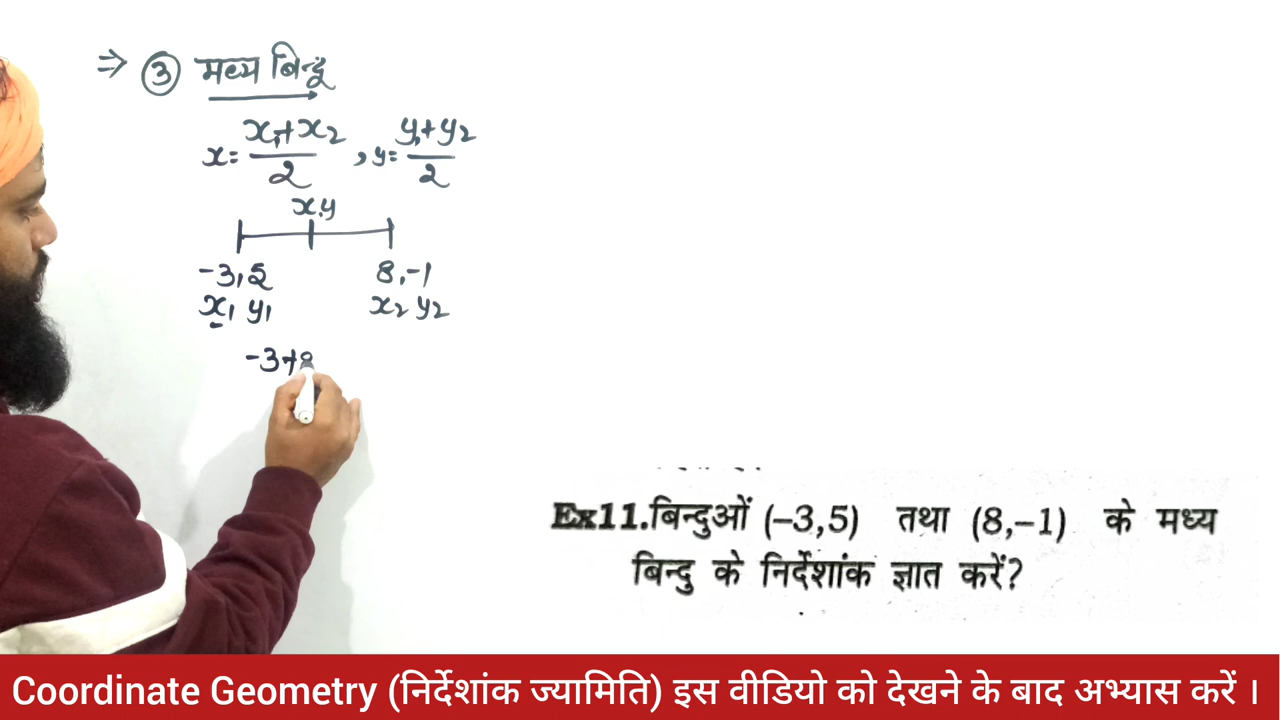 ⇒ ③ मध्य बिन्दू
x = x₁+x₂/2 , y = y₁+y₂/2
x,y
-3,5 8,-1
x₁ y₁ x₂ y₂
-3+8
Ex11.बिन्दुओं (–3,5) तथा (8,–1) के मध्य
बिन्दु के निर्देशांक ज्ञात करें?
Coordinate Geometry (निर्देशांक ज्यामिति) इस वीडियो को देखने के बाद अभ्यास करें ।